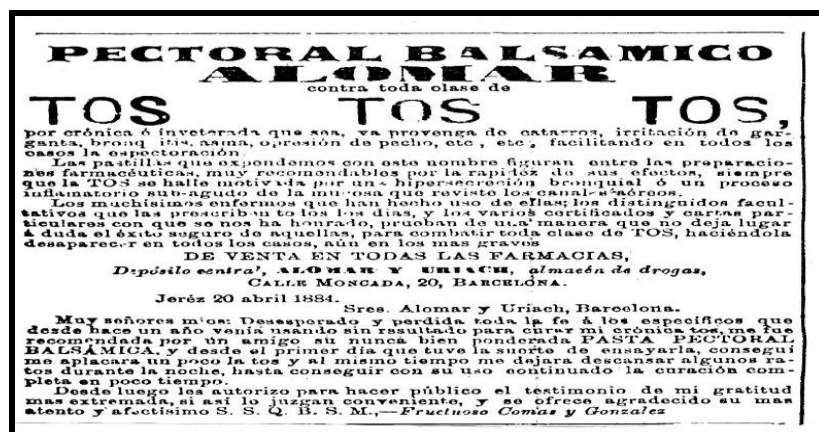 PECTORAL BALSAMICO
ALOMAR
contra toda clase de
TOS TOS TOS,
por crónica ó inveterada que sea, ya provenga de catarros, irritación de gar-
ganta, bronq itis, asma, opresión de pecho, etc, etc, facilitando en todos los
casos la espectoración.
Las pastillas que expendemos con este nombre figuran entre las preparacio-
nes farmacéuticas, muy recomendables por la rapidez de sus efectos, siempre
que la TOS se halle motivada por una hipersecreción bronquial ó un proceso
inflamatorio sub-agudo de la mucosa que reviste los canales aéreos.
Los muchísimos enfermos que han hecho uso de ellas; los distinguidos facul-
tativos que las prescriben to los los días, y los varios certificados y cartas par-
ticulares con que se nos ha honrado, prueban de una manera que no deja lugar
á duda el éxito seguro de aquellas, para combatir toda clase de TOS, haciéndola
desaparecer en todos los casos, aún en los mas graves
DE VENTA EN TODAS LAS FARMACIAS,
Depósito central, ALOMAR Y URIACH, almacén de drogas,
CALLE MONCADA, 20, BARCELONA.
Jeréz 20 abril 1884.
Sres. Alomar y Uriach, Barcelona.
Muy señores mios: Desesperado y perdida toda la fe á los específicos que
desde hace un año venía usando sin resultado para curar mi crónica tos, me fue
recomendada por un amigo su nunca bien ponderada PASTA PECTORAL
BALSÁMICA, y desde el primer día que tuve la suerte de ensayarla, conseguí
me aplacara un poco la tos y al mismo tiempo me dejara descansar algunos ra-
tos durante la noche, hasta conseguir con su uso continuado la curación com-
pleta en poco tiempo.
Desde luego les autorizo para hacer público el testimonio de mi gratitud
mas extremada, si así lo juzgan conveniente, y se ofrece agradecido su mas
atento y afectísimo S. S. Q. B. S. M.,—Fructuoso Comas y Gonzalez